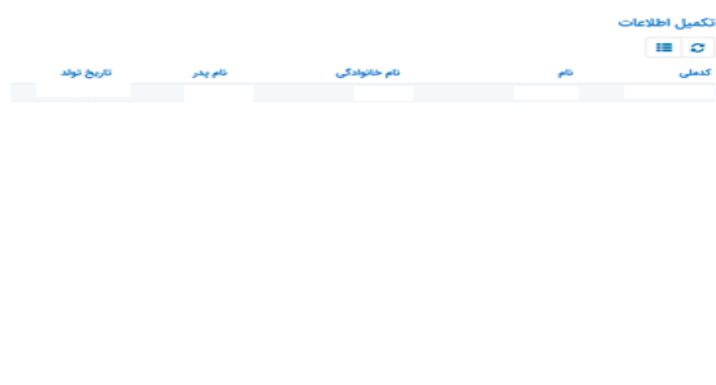 تکمیل اطلاعات
کدملی نام نام خانوادگی نام پدر تاریخ تولد